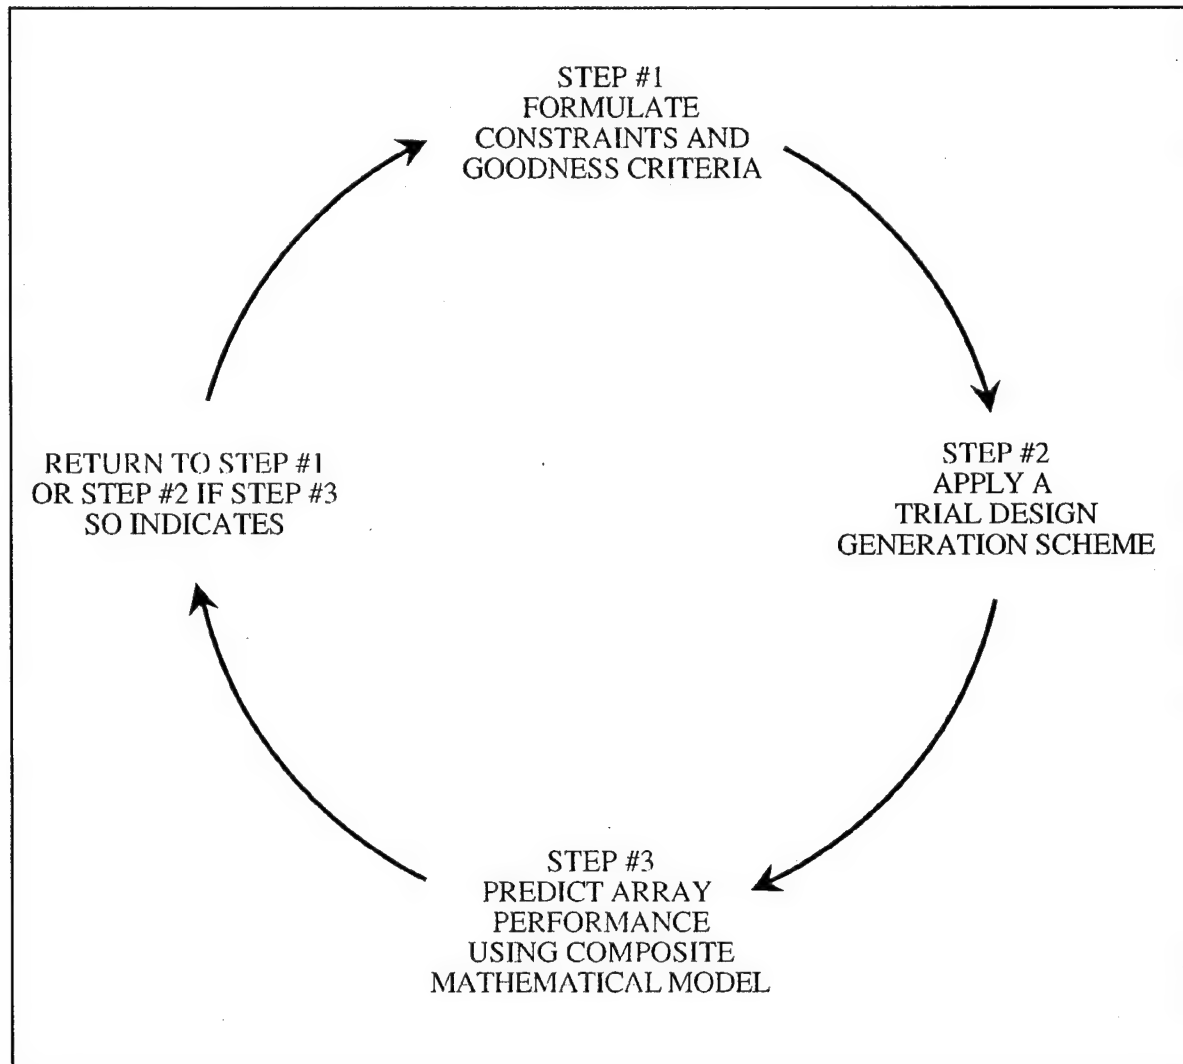 STEP #1
FORMULATE
CONSTRAINTS AND
GOODNESS CRITERIA
STEP #2
APPLY A
TRIAL DESIGN
GENERATION SCHEME
STEP #3
PREDICT ARRAY
PERFORMANCE
USING COMPOSITE
MATHEMATICAL MODEL
RETURN TO STEP #1
OR STEP #2 IF STEP #3
SO INDICATES